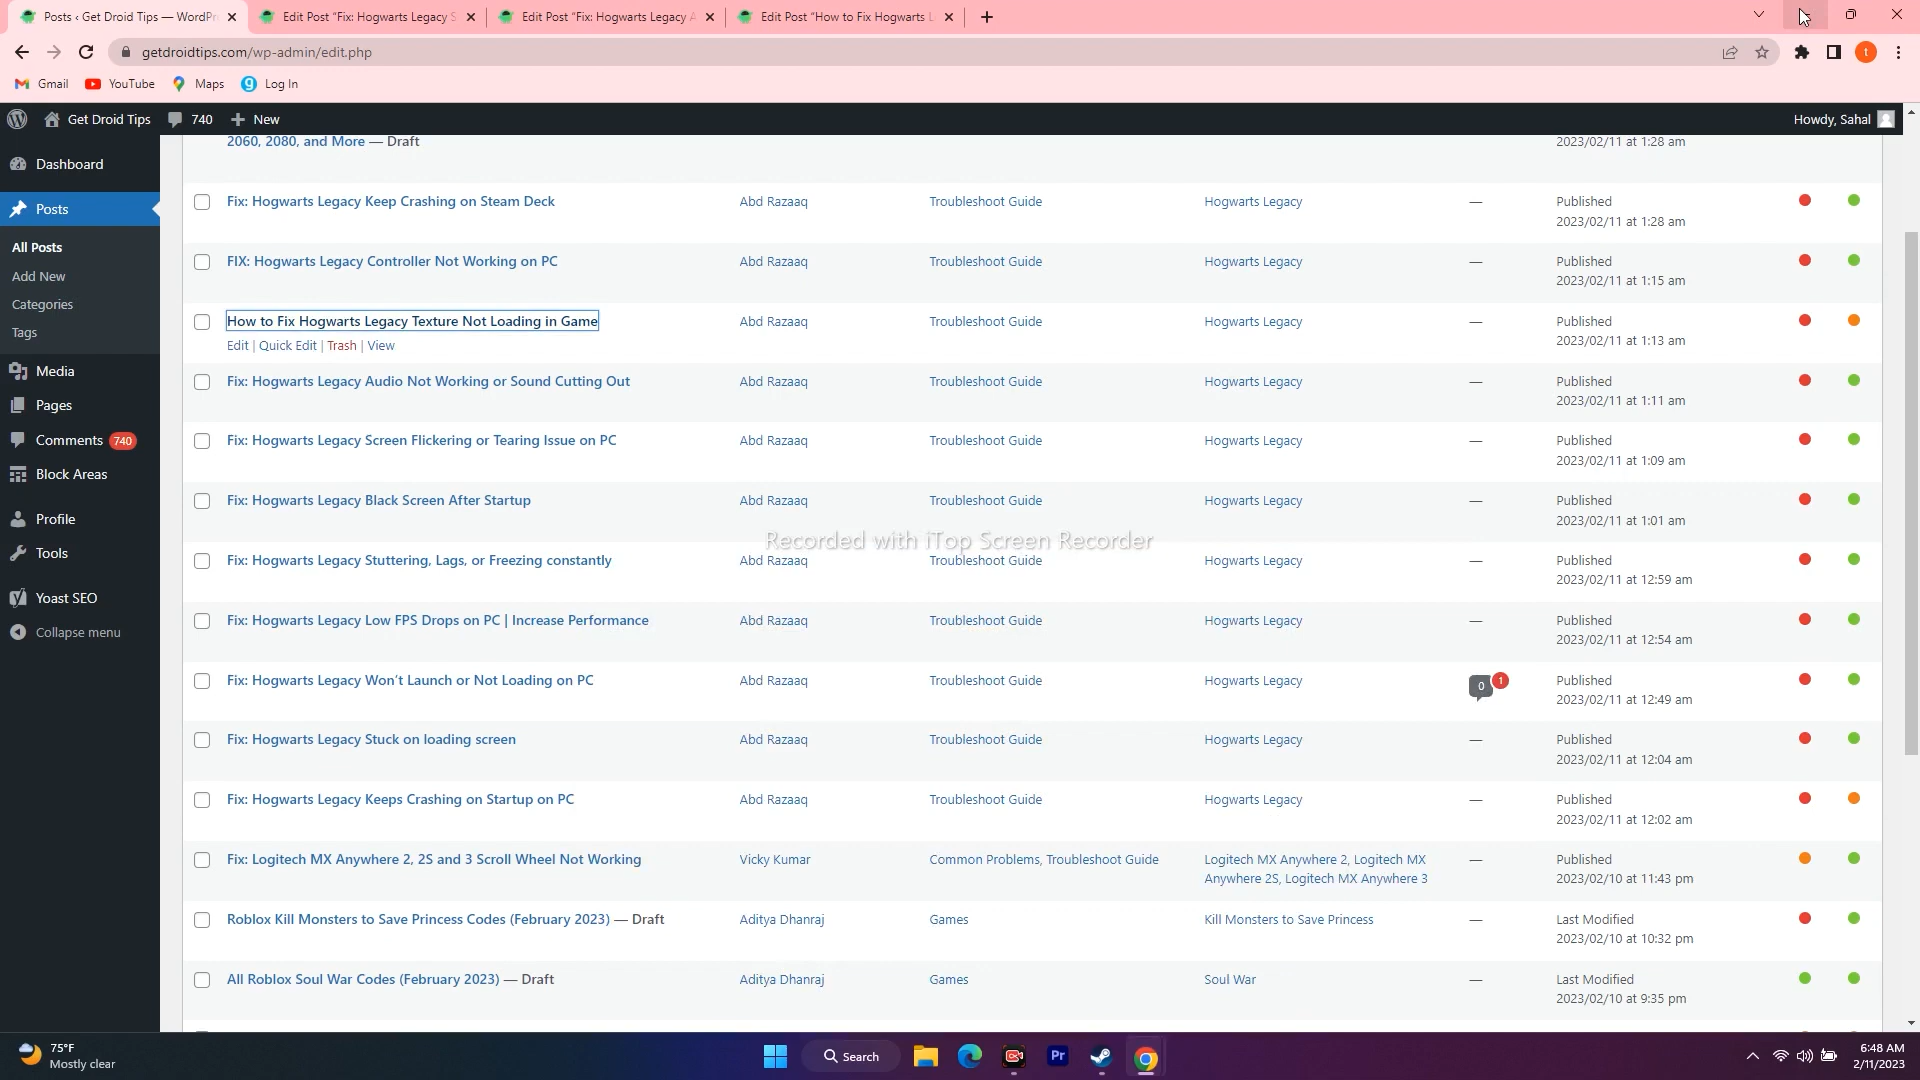 Posts ‹ Get Droid Tips — WordPr
Edit Post "Fix: Hogwarts Legacy S
Edit Post "Fix: Hogwarts Legacy A
Edit Post "How to Fix Hogwarts L
getdroidtips.com/wp-admin/edit.php
t
Gmail
YouTube
Maps
Log In
Get Droid Tips
740
New
Howdy, Sahal
Dashboard
Posts
All Posts
Add New
Categories
Tags
Media
Pages
Comments 740
Block Areas
Profile
Tools
Yoast SEO
Collapse menu
2060, 2080, and More — Draft
2023/02/11 at 1:28 am
Fix: Hogwarts Legacy Keep Crashing on Steam Deck
Abd Razaaq
Troubleshoot Guide
Hogwarts Legacy
—
Published
2023/02/11 at 1:28 am
FIX: Hogwarts Legacy Controller Not Working on PC
Abd Razaaq
Troubleshoot Guide
Hogwarts Legacy
—
Published
2023/02/11 at 1:15 am
How to Fix Hogwarts Legacy Texture Not Loading in Game
Edit | Quick Edit | Trash | View
Abd Razaaq
Troubleshoot Guide
Hogwarts Legacy
—
Published
2023/02/11 at 1:13 am
Fix: Hogwarts Legacy Audio Not Working or Sound Cutting Out
Abd Razaaq
Troubleshoot Guide
Hogwarts Legacy
—
Published
2023/02/11 at 1:11 am
Fix: Hogwarts Legacy Screen Flickering or Tearing Issue on PC
Abd Razaaq
Troubleshoot Guide
Hogwarts Legacy
—
Published
2023/02/11 at 1:09 am
Fix: Hogwarts Legacy Black Screen After Startup
Abd Razaaq
Troubleshoot Guide
Hogwarts Legacy
—
Published
2023/02/11 at 1:01 am
Recorded with iTop Screen Recorder
Fix: Hogwarts Legacy Stuttering, Lags, or Freezing constantly
Abd Razaaq
Troubleshoot Guide
Hogwarts Legacy
—
Published
2023/02/11 at 12:59 am
Fix: Hogwarts Legacy Low FPS Drops on PC | Increase Performance
Abd Razaaq
Troubleshoot Guide
Hogwarts Legacy
—
Published
2023/02/11 at 12:54 am
Fix: Hogwarts Legacy Won't Launch or Not Loading on PC
Abd Razaaq
Troubleshoot Guide
Hogwarts Legacy
0
1
Published
2023/02/11 at 12:49 am
Fix: Hogwarts Legacy Stuck on loading screen
Abd Razaaq
Troubleshoot Guide
Hogwarts Legacy
—
Published
2023/02/11 at 12:04 am
Fix: Hogwarts Legacy Keeps Crashing on Startup on PC
Abd Razaaq
Troubleshoot Guide
Hogwarts Legacy
—
Published
2023/02/11 at 12:02 am
Fix: Logitech MX Anywhere 2, 2S and 3 Scroll Wheel Not Working
Vicky Kumar
Common Problems, Troubleshoot Guide
Logitech MX Anywhere 2, Logitech MX
Anywhere 2S, Logitech MX Anywhere 3
—
Published
2023/02/10 at 11:43 pm
Roblox Kill Monsters to Save Princess Codes (February 2023) — Draft
Aditya Dhanraj
Games
Kill Monsters to Save Princess
—
Last Modified
2023/02/10 at 10:32 pm
All Roblox Soul War Codes (February 2023) — Draft
Aditya Dhanraj
Games
Soul War
—
Last Modified
2023/02/10 at 9:35 pm
75°F
Mostly clear
Search
Pr
6:48 AM
2/11/2023